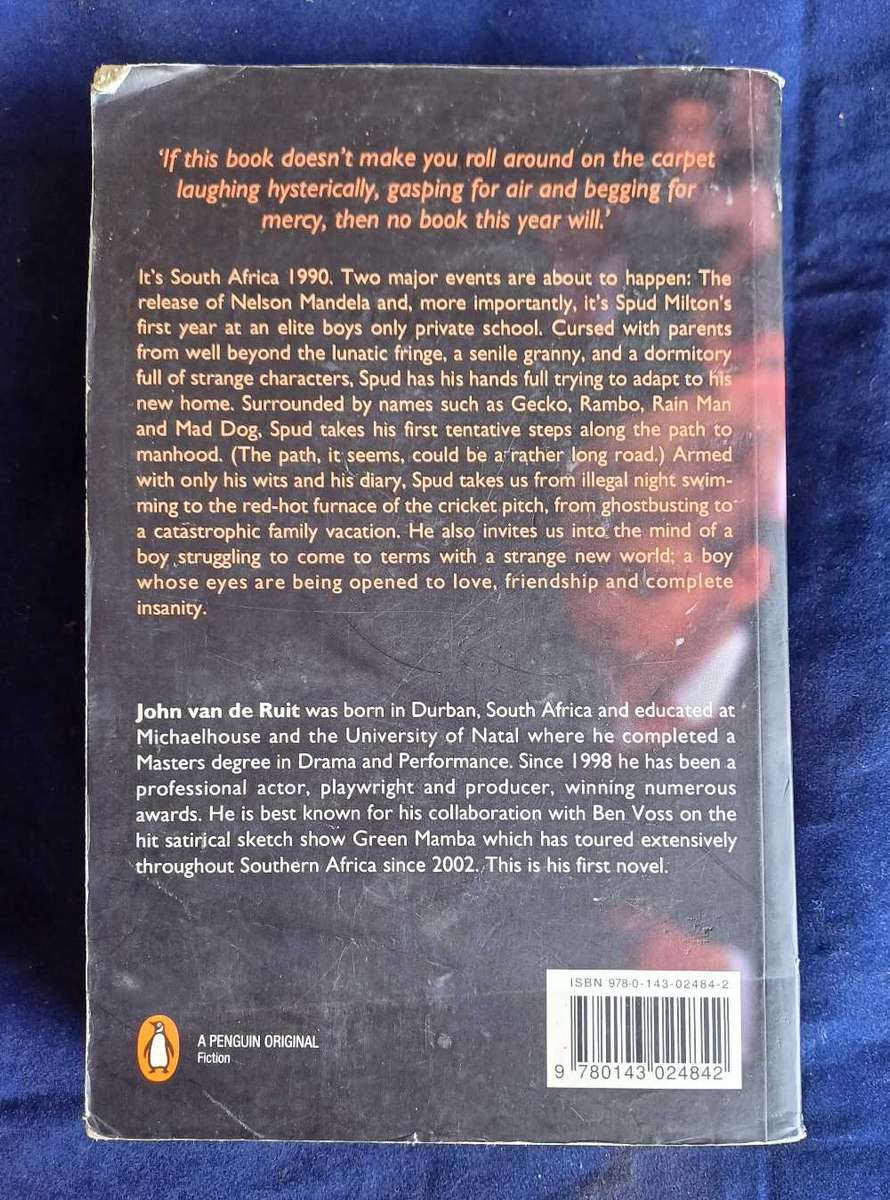 ‘If this book doesn’t make you roll around on the carpet
laughing hysterically, gasping for air and begging for
mercy, then no book this year will.’
It’s South Africa 1990. Two major events are about to happen: The
release of Nelson Mandela and, more importantly, it’s Spud Milton’s
first year at an elite boys only private school. Cursed with parents
from well beyond the lunatic fringe, a senile granny, and a dormitory
full of strange characters, Spud has his hands full trying to adapt to his
new home. Surrounded by names such as Gecko, Rambo, Rain Man
and Mad Dog, Spud takes his first tentative steps along the path to
manhood. (The path, it seems, could be a rather long road.) Armed
with only his wits and his diary, Spud takes us from illegal night swim-
ming to the red-hot furnace of the cricket pitch, from ghostbusting to
a catastrophic family vacation. He also invites us into the mind of a
boy struggling to come to terms with a strange new world; a boy
whose eyes are being opened to love, friendship and complete
insanity.
John van de Ruit was born in Durban, South Africa and educated at
Michaelhouse and the University of Natal where he completed a
Masters degree in Drama and Performance. Since 1998 he has been a
professional actor, playwright and producer, winning numerous
awards. He is best known for his collaboration with Ben Voss on the
hit satirical sketch show Green Mamba which has toured extensively
throughout Southern Africa since 2002. This is his first novel.
ISBN 978-0-143-02484-2
9 780143 024842
A PENGUIN ORIGINAL
Fiction